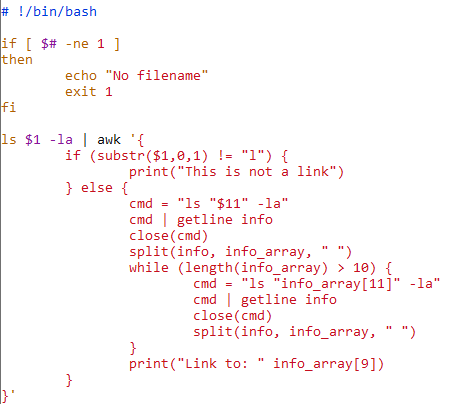 # !/bin/bash

if [ $# -ne 1 ]
then
        echo "No filename"
        exit 1
fi

ls $1 -la | awk '{
        if (substr($1,0,1) != "l") {
                print("This is not a link")
        } else {
                cmd = "ls "$11" -la"
                cmd | getline info
                close(cmd)
                split(info, info_array, " ")
                while (length(info_array) > 10) {
                        cmd = "ls "info_array[11]" -la"
                        cmd | getline info
                        close(cmd)
                        split(info, info_array, " ")
                }
                print("Link to: " info_array[9])
        }
}'